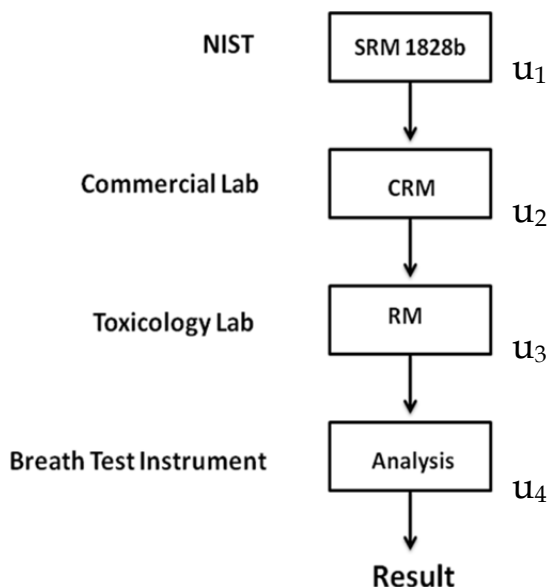 NIST SRM 1828b u1
Commercial Lab CRM u2
Toxicology Lab RM u3
Breath Test Instrument Analysis u4
Result